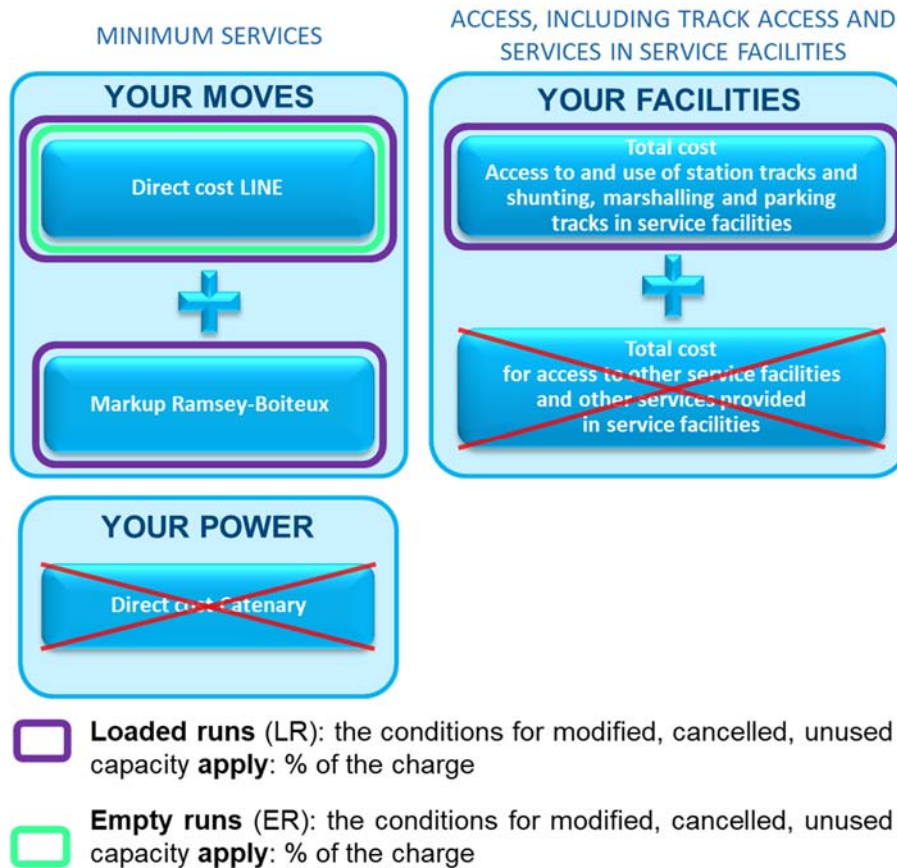 MINIMUM SERVICES
YOUR MOVES
Direct cost LINE
Markup Ramsey-Boiteux
YOUR POWER
Direct cost Catenary
ACCESS, INCLUDING TRACK ACCESS AND
SERVICES IN SERVICE FACILITIES
YOUR FACILITIES
Total cost
Access to and use of station tracks and
shunting, marshalling and parking
tracks in service facilities
Total cost
for access to other service facilities
and other services provided
in service facilities
Loaded runs (LR): the conditions for modified, cancelled, unused
capacity apply: % of the charge
Empty runs (ER): the conditions for modified, cancelled, unused
capacity apply: % of the charge